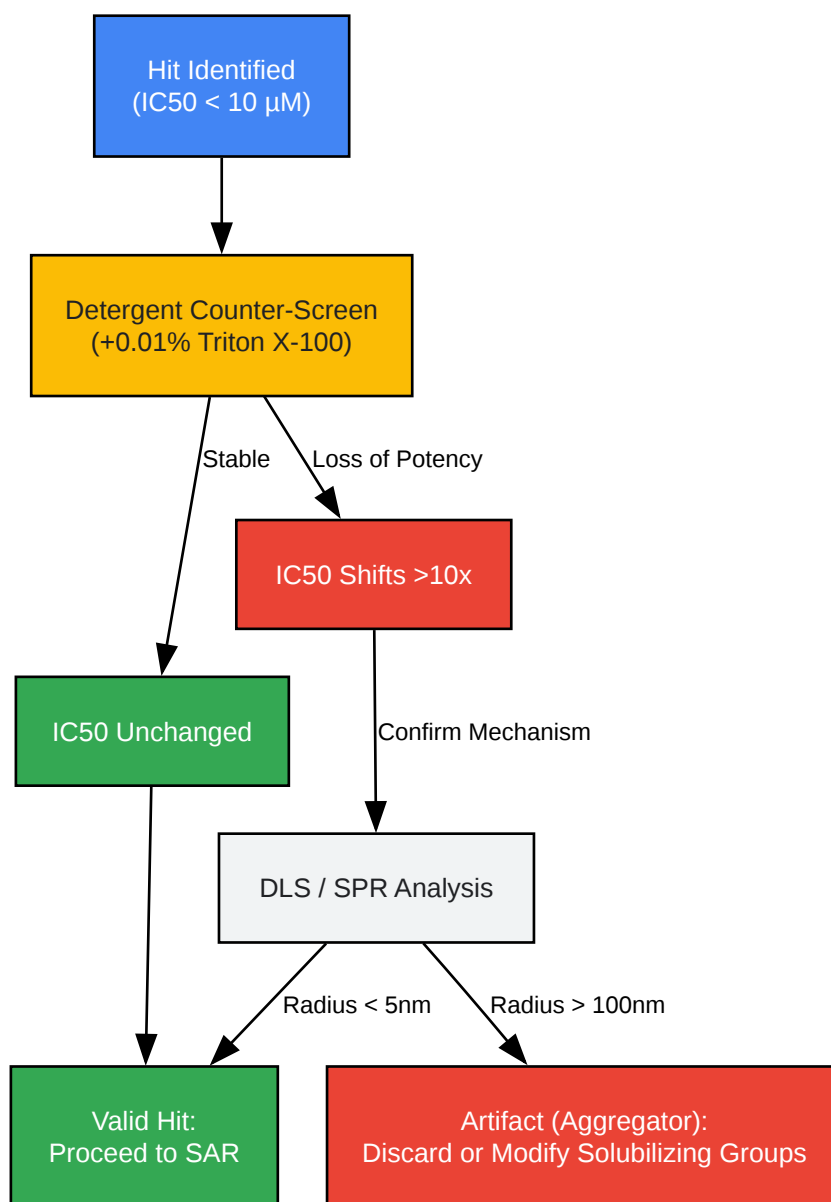 Hit Identified
(IC50 < 10 µM)
Detergent Counter-Screen
(+0.01% Triton X-100)
Stable
Loss of Potency
IC50 Shifts >10x
IC50 Unchanged
Confirm Mechanism
DLS / SPR Analysis
Radius < 5nm
Radius > 100nm
Valid Hit:
Proceed to SAR
Artifact (Aggregator):
Discard or Modify Solubilizing Groups